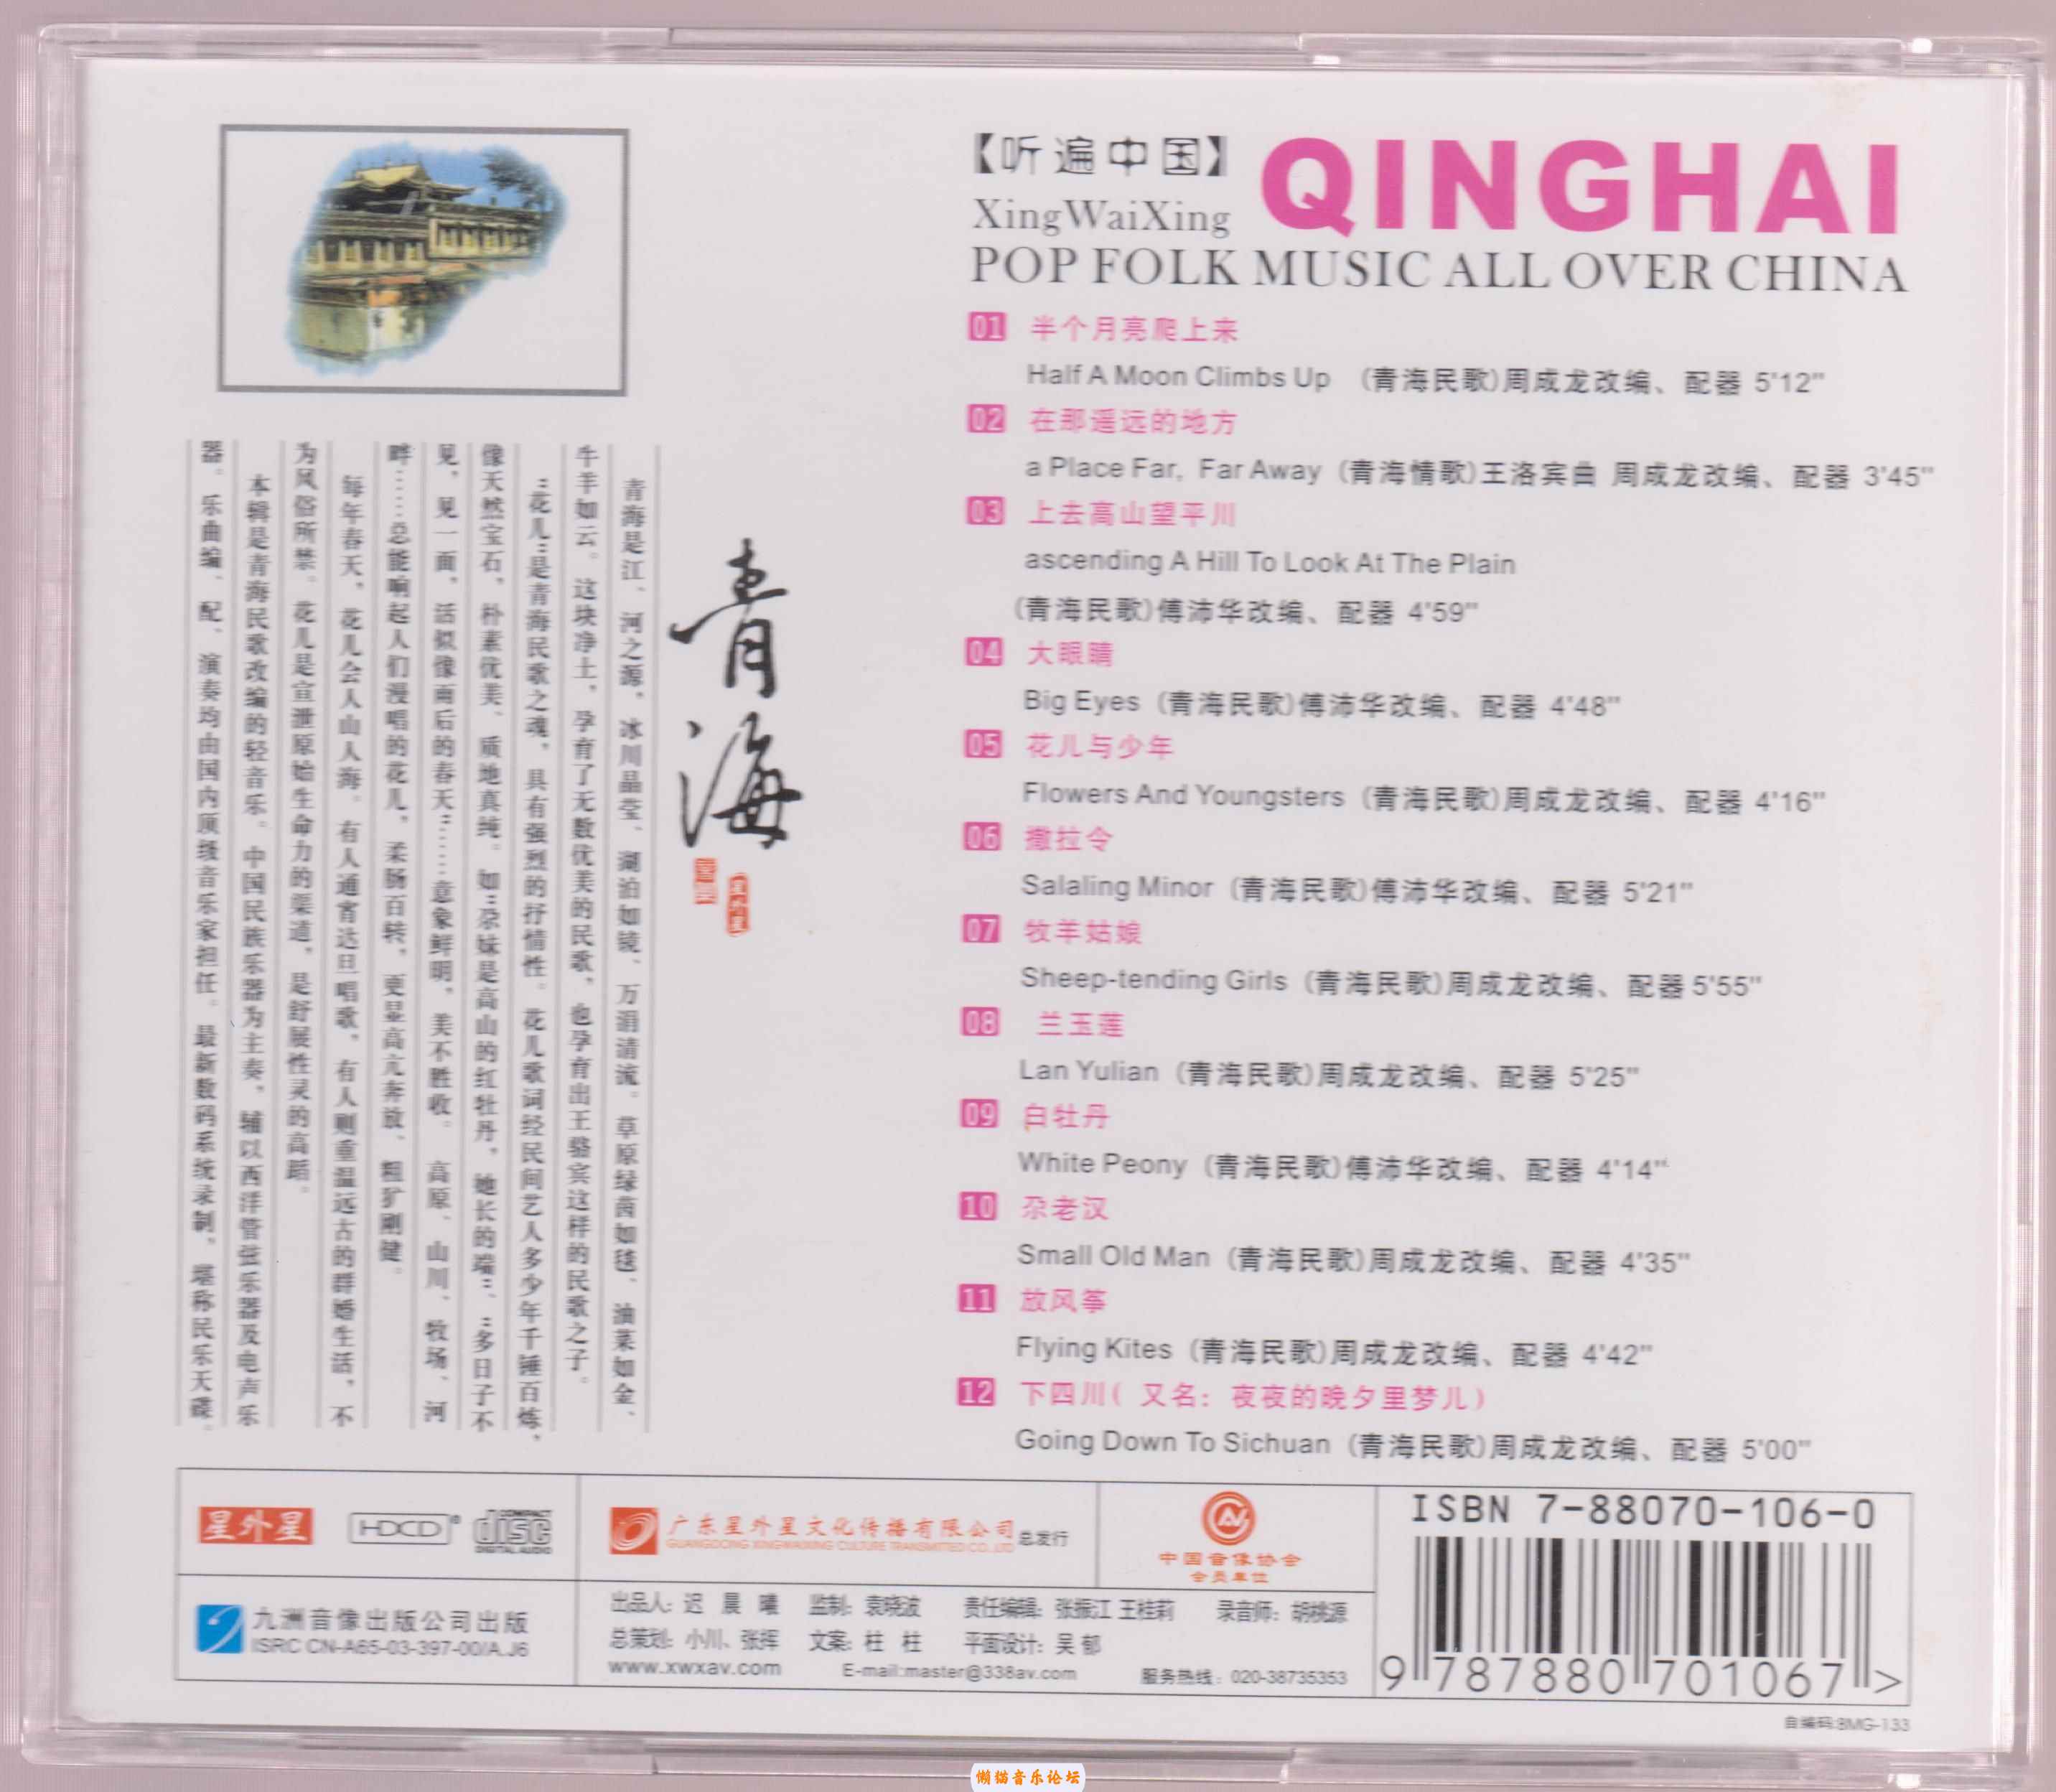 【听遍中国】
QINGHAI
XingWaiXing
POP FOLK MUSIC ALL OVER CHINA
01 半个月亮爬上来
Half A Moon Climbs Up (青海民歌)周成龙改编、配器 5'12"
02 在那遥远的地方
a Place Far, Far Away (青海情歌)王洛宾曲 周成龙改编、配器 3'45"
03 上去高山望平川
ascending A Hill To Look At The Plain
(青海民歌)傅沛华改编、配器 4'59"
04 大眼睛
Big Eyes (青海民歌)傅沛华改编、配器 4'48"
05 花儿与少年
Flowers And Youngsters (青海民歌)周成龙改编、配器 4'16"
06 撒拉令
Salaling Minor (青海民歌)傅沛华改编、配器 5'21"
07 牧羊姑娘
Sheep-tending Girls (青海民歌)周成龙改编、配器5'55"
08 兰玉莲
Lan Yulian (青海民歌)周成龙改编、配器 5'25"
09 白牡丹
White Peony (青海民歌)傅沛华改编、配器 4'14"
10 尕老汉
Small Old Man (青海民歌)周成龙改编、配器 4'35"
11 放风筝
Flying Kites (青海民歌)周成龙改编、配器 4'42"
12 下四川( 又名：夜夜的晚夕里梦儿)
Going Down To Sichuan (青海民歌)周成龙改编、配器 5'00"
青海
青海是江、河之源，冰川晶莹、湖泊如镜、万涓清流。草原绿茵如毯、油菜如金、
牛羊如云。这块净土，孕育了无数优美的民歌，也孕育出王骆宾这样的民歌之子。
"花儿"是青海民歌之魂，具有强烈的抒情性。花儿歌词经民间艺人多少年千锤百炼，
像天然宝石，朴素优美、质地真纯。如"尕妹是高山的红牡丹，她长的端"、"多日子不
见，见一面，活似像雨后的春天"……意象鲜明，美不胜收。高原、山川、牧场、河
畔……总能响起人们漫唱的花儿，柔肠百转，更显高亢奔放、粗犷刚健。
每年春天，花儿会人山人海。有人通宵达旦唱歌，有人则重温远古的群婚生活，不
为风俗所禁。花儿是宣泄原始生命力的渠道，是舒展性灵的高蹈。
本辑是青海民歌改编的轻音乐。中国民族乐器为主奏，辅以西洋管弦乐器及电声乐
器。乐曲编、配、演奏均由国内顶级音乐家担任。最新数码系统录制，堪称民乐天碟。
星外星
HDCD
COMPACT disc DIGITAL AUDIO
广东星外星文化传播有限公司 总发行
GUANGDONG XINGWAIXING CULTURE TRANSMITTED CO.,LTD
中国音像协会
会员单位
九洲音像出版公司出版
ISRC CN-A65-03-397-00/A.J6
出品人：迟 晨 曦 监制：袁晓波 责任编辑：张振江 王桂莉 录音师：胡桃源
总策划：小川、张挥 文案：杜 柱 平面设计：吴 郁
www.xwxav.com E-mail:master@338av.com 服务热线：020-38735353
ISBN 7-88070-106-0
9 787880 701067 >
自编码:BMG-133
懒猫音乐论坛